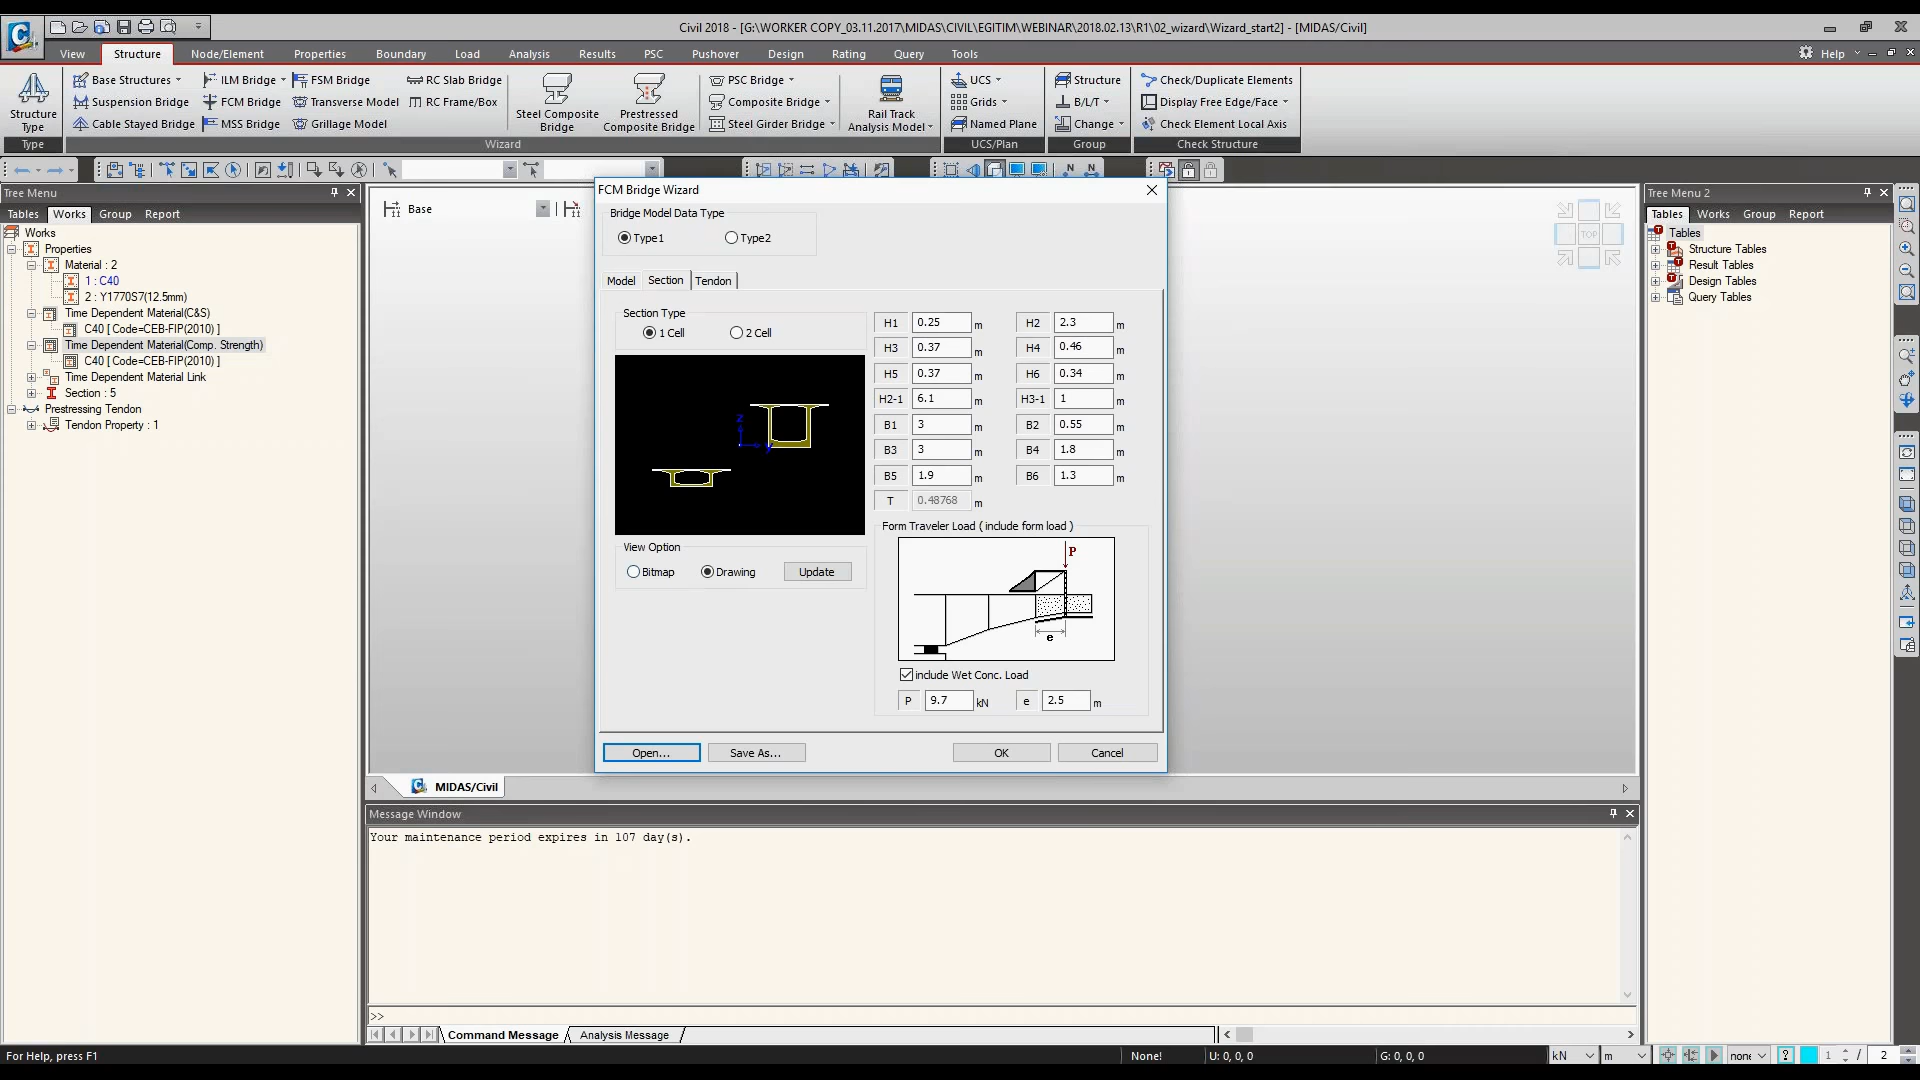 Civil 2018 - [G:\WORKER COPY_03.11.2017\MIDAS\CIVIL\EGITIM\WEBINAR\2018.02.13\R1\02_wizard\Wizard_start2] - [MIDAS/Civil]
View Structure Node/Element Properties Boundary Load Analysis Results PSC Pushover Design Rating Query Tools Help
Base Structures ILM Bridge FSM Bridge RC Slab Bridge PSC Bridge UCS Structure Check/Duplicate Elements
Suspension Bridge FCM Bridge Transverse Model RC Frame/Box Composite Bridge Grids B/L/T Display Free Edge/Face
Structure Type Steel Composite Bridge Prestressed Composite Bridge Rail Track Analysis Model
Cable Stayed Bridge MSS Bridge Grillage Model Steel Girder Bridge Named Plane Change Check Element Local Axis
Type Wizard UCS/Plan Group Check Structure
Tree Menu
Tables Works Group Report
Works
Properties
Material : 2
1 : C40
2 : Y1770S7(12.5mm)
Time Dependent Material(C&S)
C40 [ Code=CEB-FIP(2010) ]
Time Dependent Material(Comp. Strength)
C40 [ Code=CEB-FIP(2010) ]
Time Dependent Material Link
Section : 5
Prestressing Tendon
Tendon Property : 1
Base
TOP
FCM Bridge Wizard
Bridge Model Data Type
Type1 Type2
Model Section Tendon
Section Type
1 Cell 2 Cell
z
y
View Option
Bitmap Drawing Update
H1 0.25 m H2 2.3 m
H3 0.37 m H4 0.46 m
H5 0.37 m H6 0.34 m
H2-1 6.1 m H3-1 1 m
B1 3 m B2 0.55 m
B3 3 m B4 1.8 m
B5 1.9 m B6 1.3 m
T 0.48768 m
Form Traveler Load ( include form load )
P
e
include Wet Conc. Load
P 9.7 kN e 2.5 m
Open... Save As... OK Cancel
MIDAS/Civil
Message Window
Your maintenance period expires in 107 day(s).
>>
Command Message Analysis Message
Tree Menu 2
Tables Works Group Report
Tables
Structure Tables
Result Tables
Design Tables
Query Tables
For Help, press F1 None! U: 0, 0, 0 G: 0, 0, 0 kN m none ? 1 / 2